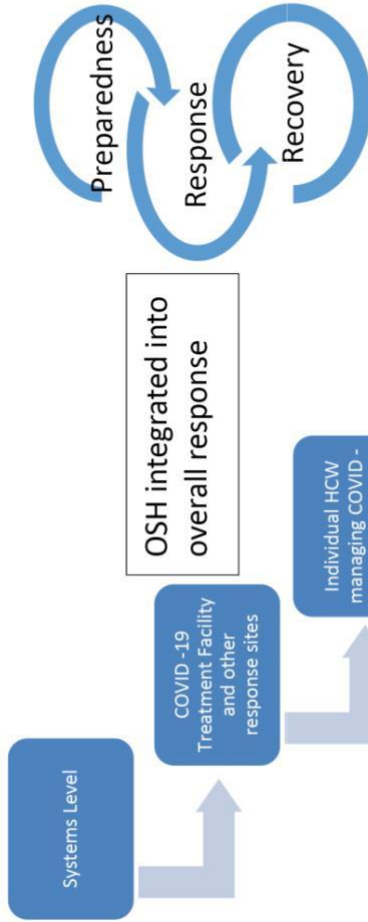 Systems Level
COVID -19
Treatment Facility
and other
response sites
Individual HCW
managing COVID -
OSH integrated into
overall response
Preparedness
Response
Recovery